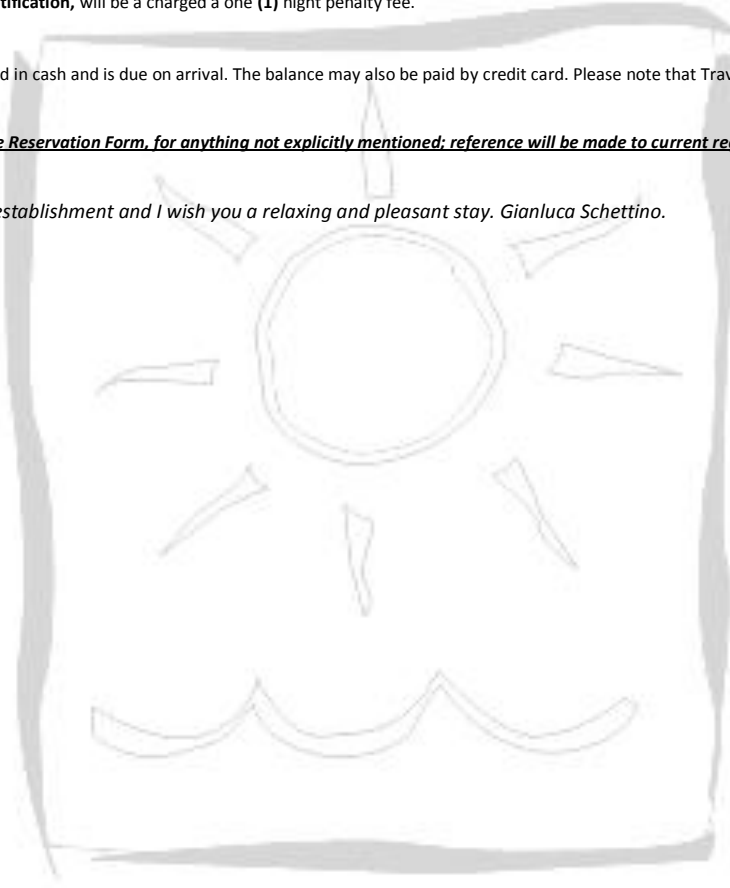 tification, will be a charged a one (1) night penalty fee.
d in cash and is due on arrival. The balance may also be paid by credit card. Please note that Trav
e Reservation Form, for anything not explicitly mentioned; reference will be made to current re
establishment and I wish you a relaxing and pleasant stay. Gianluca Schettino.